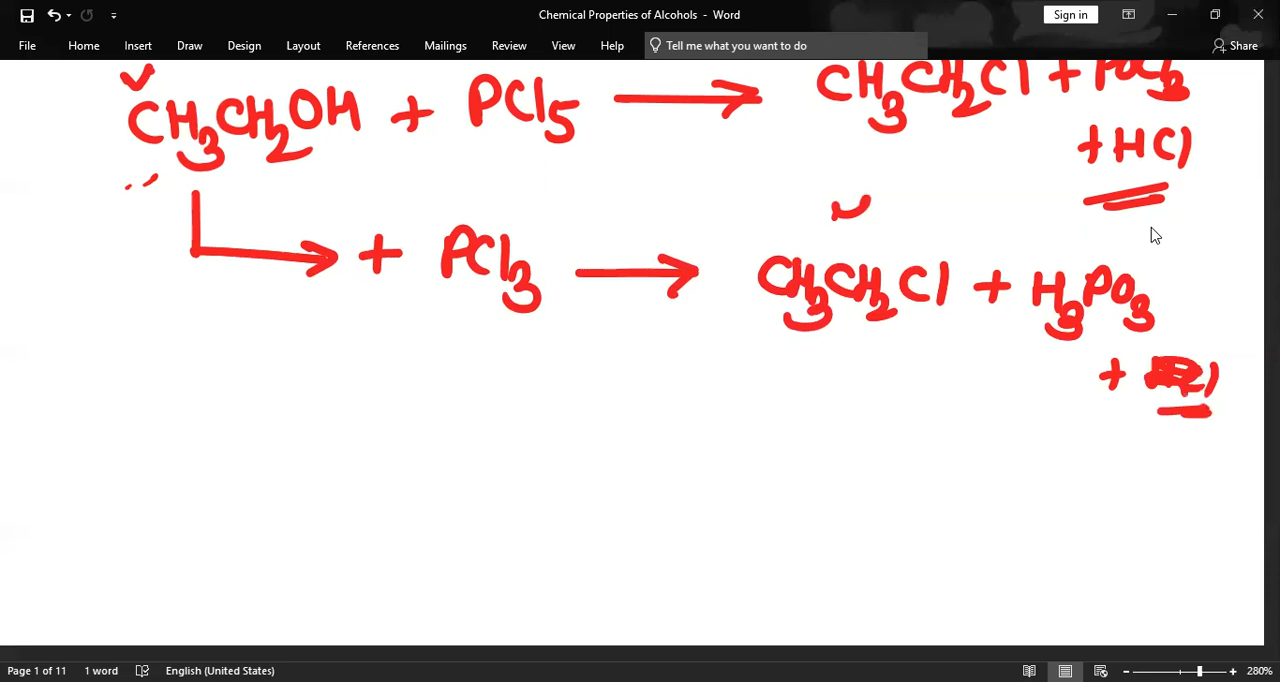 Chemical Properties of Alcohols - Word
Sign in
File Home Insert Draw Design Layout References Mailings Review View Help Tell me what you want to do Share
CH3CH2OH + PCl5 → CH3CH2Cl +
+ HCl
+ PCl3 → CH3CH2Cl + H3PO3
+
Page 1 of 11 1 word English (United States) 280%